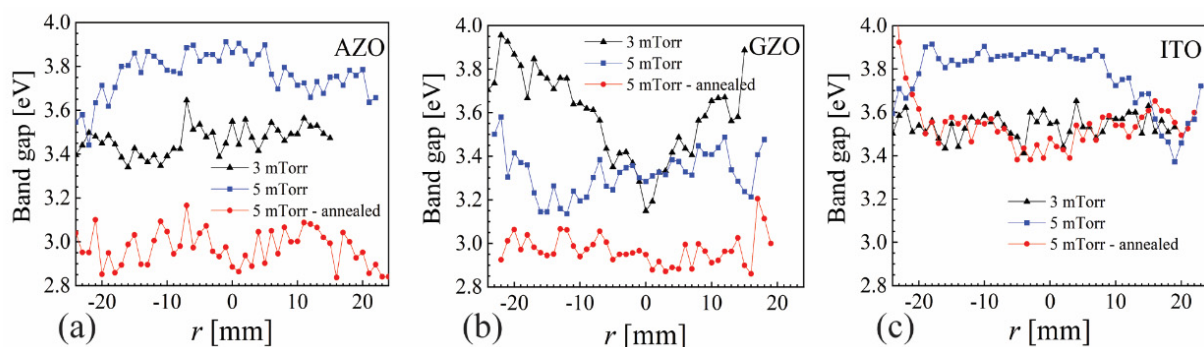 4.0
3.8
3.6
3.4
3.2
3.0
2.8
Band gap [eV]
AZO
3 mTorr
5 mTorr
5 mTorr - annealed
-20
-10
0
10
20
(a)
r [mm]
4.0
3.8
3.6
3.4
3.2
3.0
2.8
Band gap [eV]
GZO
3 mTorr
5 mTorr
5 mTorr - annealed
-20
-10
0
10
20
(b)
r [mm]
4.0
3.8
3.6
3.4
3.2
3.0
2.8
Band gap [eV]
ITO
3 mTorr
5 mTorr
5 mTorr - annealed
-20
-10
0
10
20
(c)
r [mm]